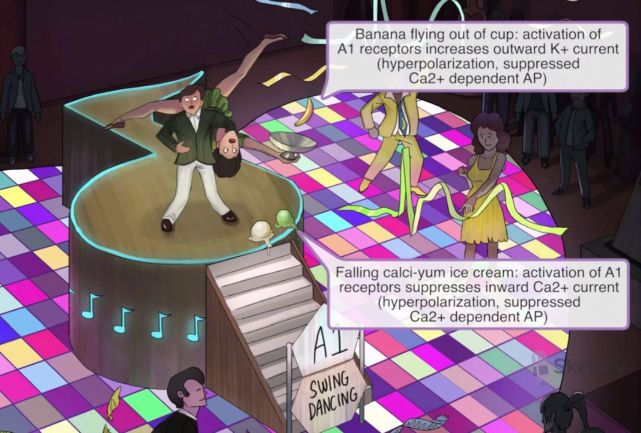 Banana flying out of cup: activation of
A1 receptors increases outward K+ current
(hyperpolarization, suppressed
Ca2+ dependent AP)
Falling calci-yum ice cream: activation of A1
receptors suppresses inward Ca2+ current
(hyperpolarization, suppressed
Ca2+ dependent AP)
A1
SWING
DANCING